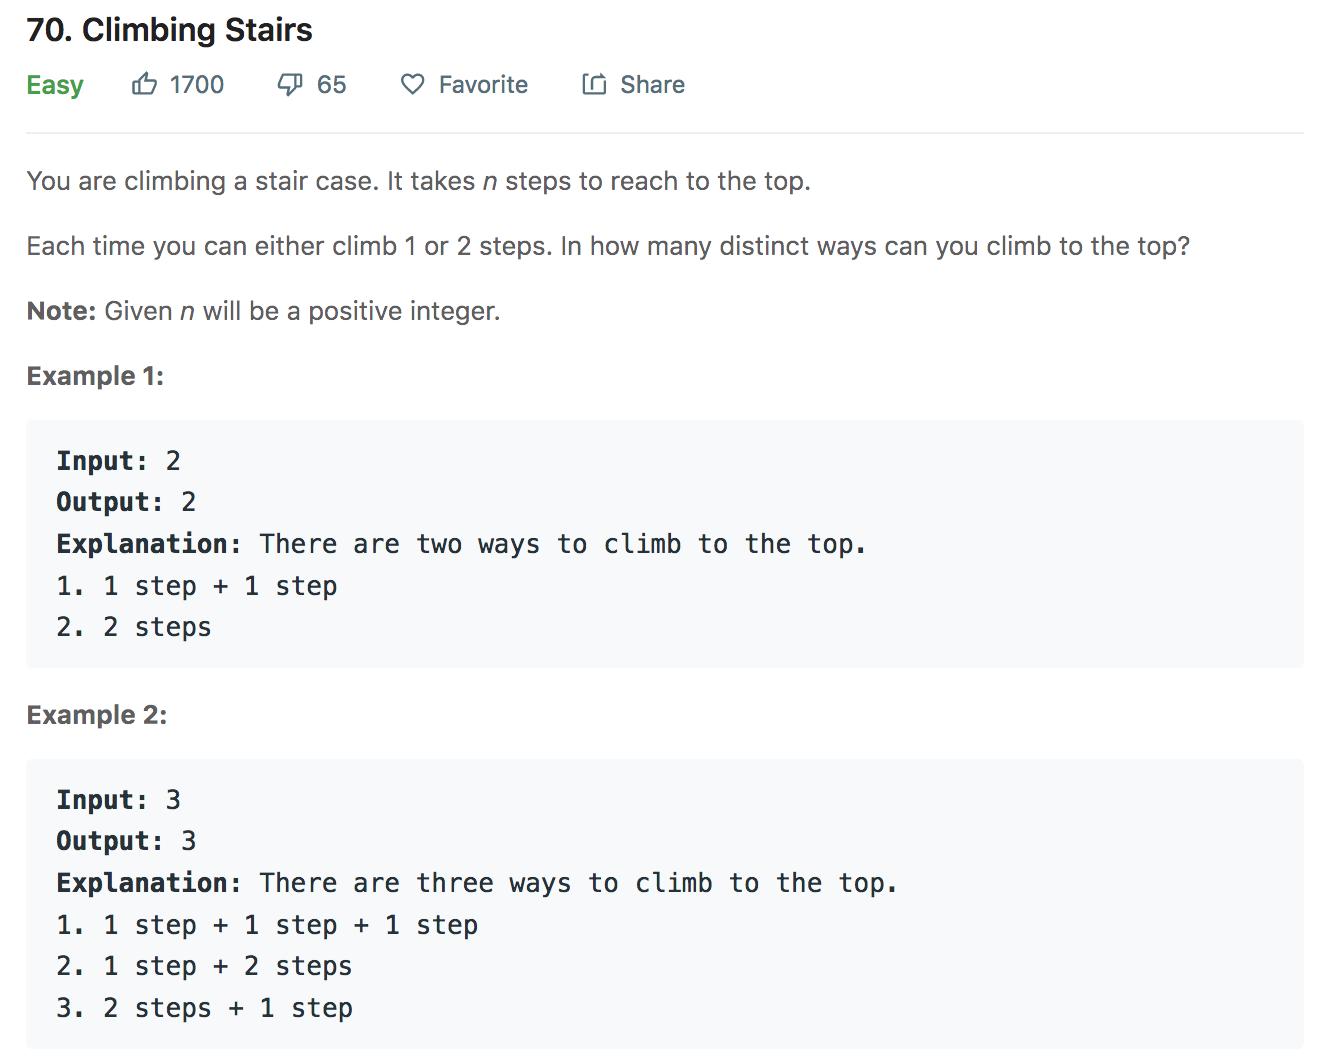 70. Climbing Stairs
Easy 1700 65 Favorite Share
You are climbing a stair case. It takes n steps to reach to the top.
Each time you can either climb 1 or 2 steps. In how many distinct ways can you climb to the top?
Note: Given n will be a positive integer.
Example 1:
Input: 2
Output: 2
Explanation: There are two ways to climb to the top.
1. 1 step + 1 step
2. 2 steps
Example 2:
Input: 3
Output: 3
Explanation: There are three ways to climb to the top.
1. 1 step + 1 step + 1 step
2. 1 step + 2 steps
3. 2 steps + 1 step